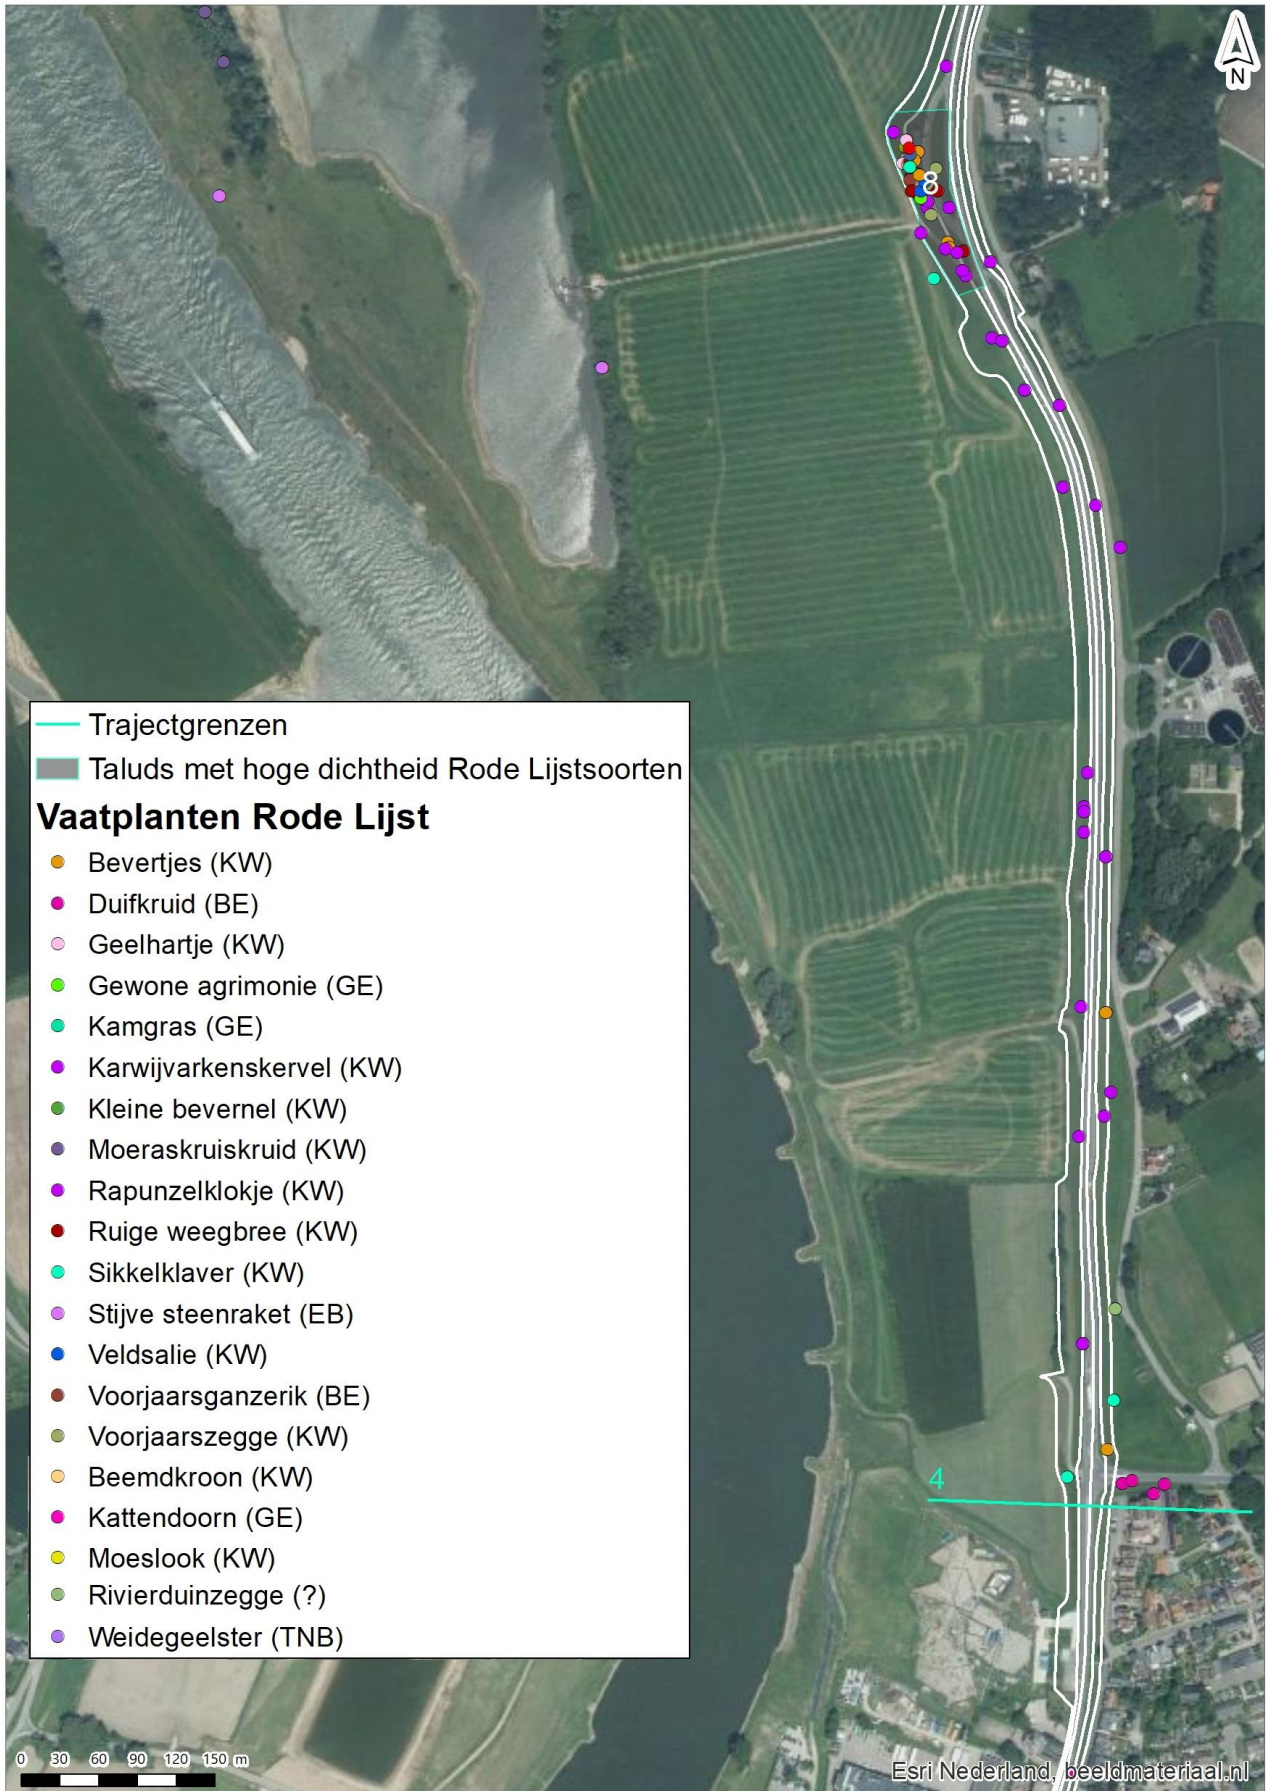 N
8
Trajectgrenzen
Taluds met hoge dichtheid Rode Lijstsoorten
Vaatplanten Rode Lijst
Bevertjes (KW)
Duifkruid (BE)
Geelhartje (KW)
Gewone agrimonie (GE)
Kamgras (GE)
Karwijvarkenskervel (KW)
Kleine bevernel (KW)
Moeraskruiskruid (KW)
Rapunzelklokje (KW)
Ruige weegbree (KW)
Sikkelklaver (KW)
Stijve steenraket (EB)
Veldsalie (KW)
Voorjaarsganzerik (BE)
Voorjaarszegge (KW)
Beemdkroon (KW)
Kattendoorn (GE)
Moeslook (KW)
Rivierduinzegge (?)
Weidegeelster (TNB)
4
0 30 60 90 120 150 m
Esri Nederland, beeldmateriaal.nl